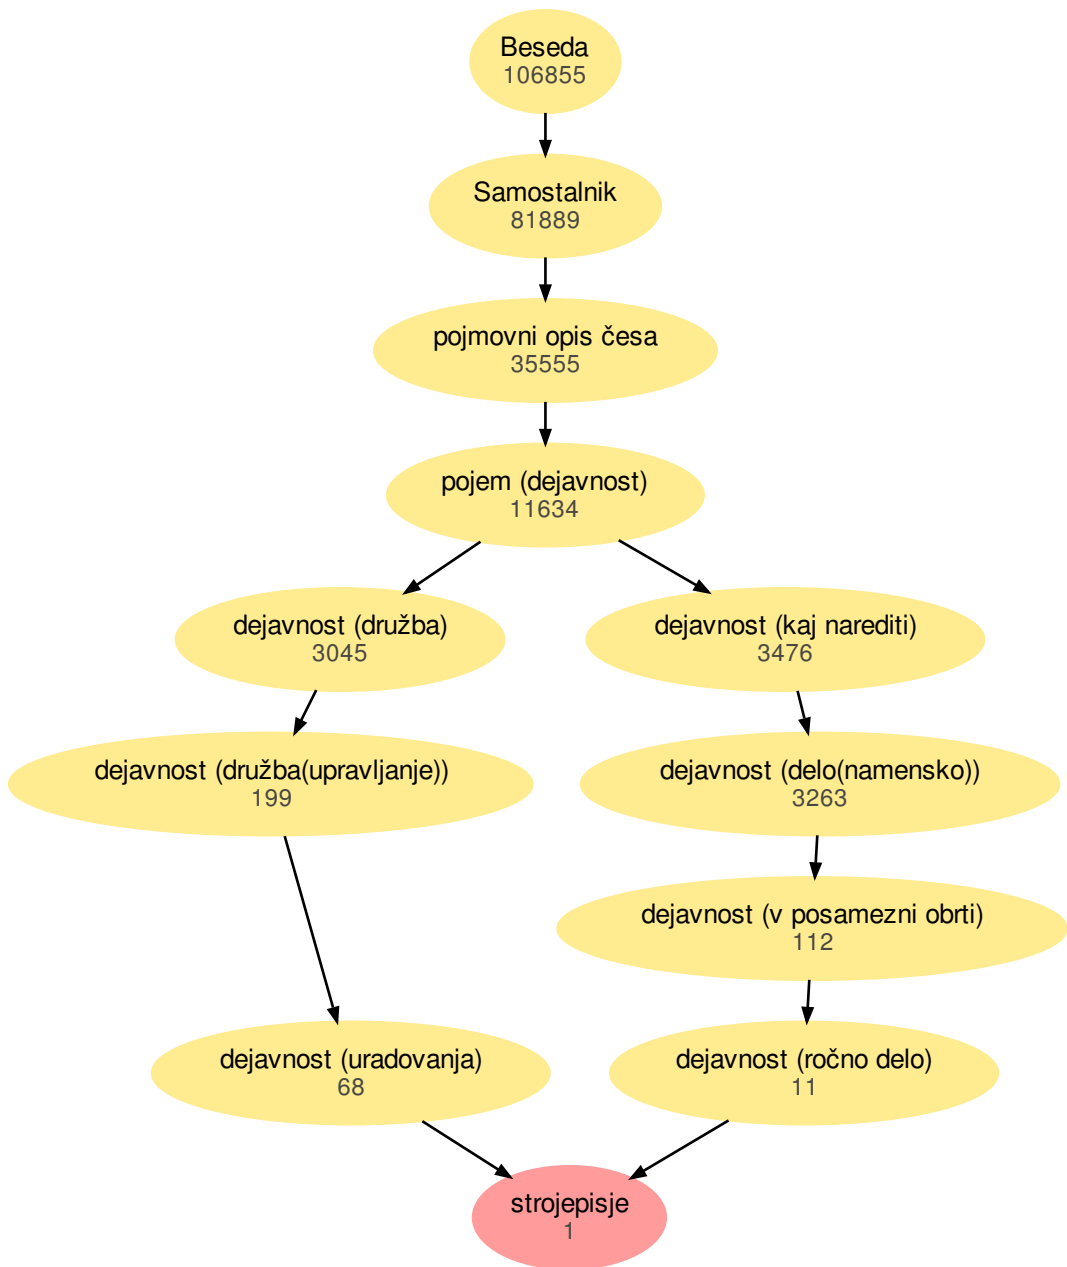 Beseda
106855
Samostalnik
81889
pojmovni opis česa
35555
pojem (dejavnost)
11634
dejavnost (družba)
3045
dejavnost (kaj narediti)
3476
dejavnost (družba(upravljanje))
199
dejavnost (delo(namensko))
3263
dejavnost (v posamezni obrti)
112
dejavnost (uradovanja)
68
dejavnost (ročno delo)
11
strojepisje
1